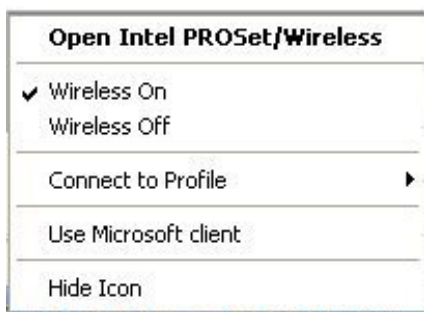 Open Intel PROSet/Wireless
Wireless On
Wireless Off
Connect to Profile
Use Microsoft client
Hide Icon